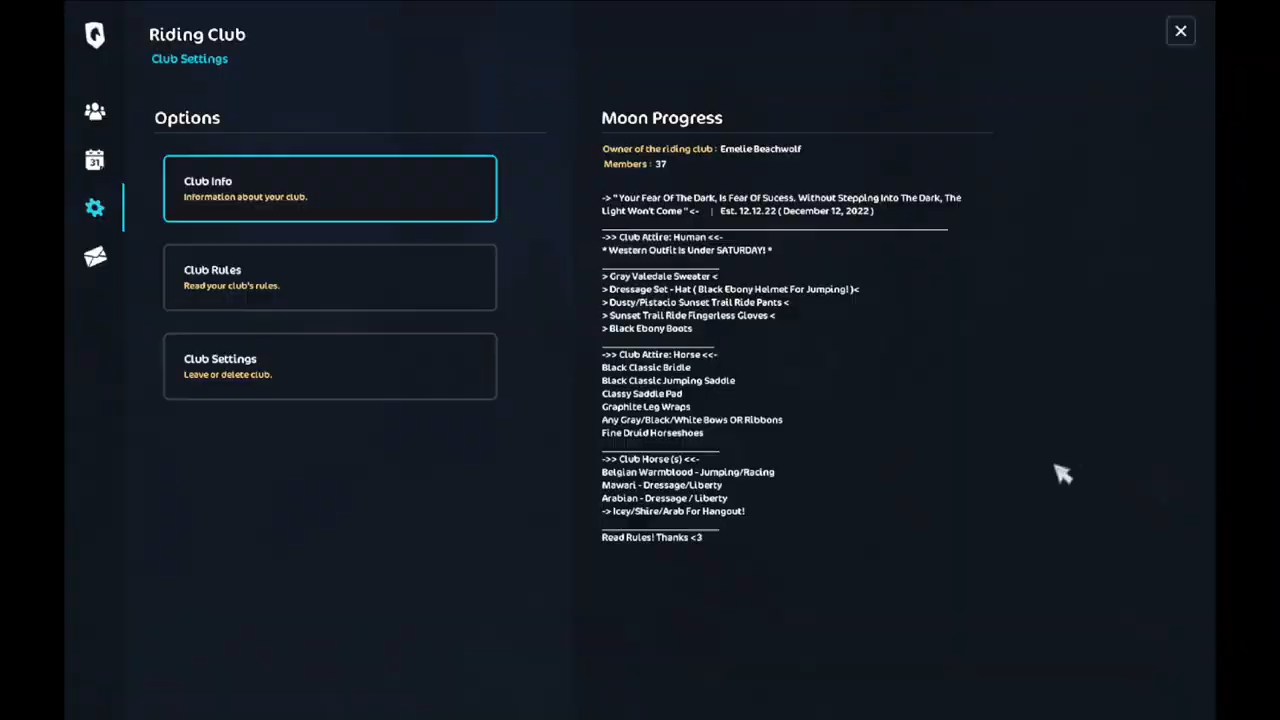 Riding Club
Club Settings
31
Options
Club Info
Information about your club.
Club Rules
Read your club's rules.
Club Settings
Leave or delete club.
Moon Progress
Owner of the riding club : Emelie Beachwolf
Members : 37
-> " Your Fear Of The Dark, Is Fear Of Sucess. Without Stepping Into The Dark, The
Light Won't Come " <- | Est. 12.12.22 ( December 12, 2022 )
->> Club Attire: Human <<-
* Western Outfit Is Under SATURDAY! *
> Gray Valedale Sweater <
> Dressage Set - Hat ( Black Ebony Helmet For Jumping! )<
> Dusty/Pistacio Sunset Trail Ride Pants <
> Sunset Trail Ride Fingerless Gloves <
> Black Ebony Boots
->> Club Attire: Horse <<-
Black Classic Bridle
Black Classic Jumping Saddle
Classy Saddle Pad
Graphite Leg Wraps
Any Gray/Black/White Bows OR Ribbons
Fine Druid Horseshoes
->> Club Horse (s) <<-
Belgian Warmblood - Jumping/Racing
Mawari - Dressage/Liberty
Arabian - Dressage / Liberty
-> Icey/Shire/Arab For Hangout!
Read Rules! Thanks <3